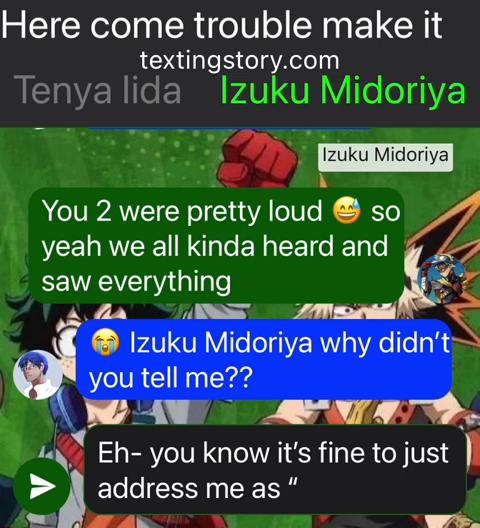 Here come trouble make it
textingstory.com
Tenya Iida Izuku Midoriya
Izuku Midoriya
You 2 were pretty loud 😅 so
yeah we all kinda heard and
saw everything
😭 Izuku Midoriya why didn't
you tell me??
Eh- you know it's fine to just
address me as “